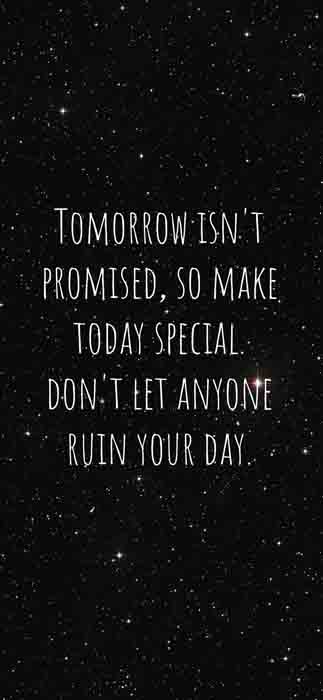 Tomorrow isn't
promised, so make
today special.
don't let anyone
ruin your day.